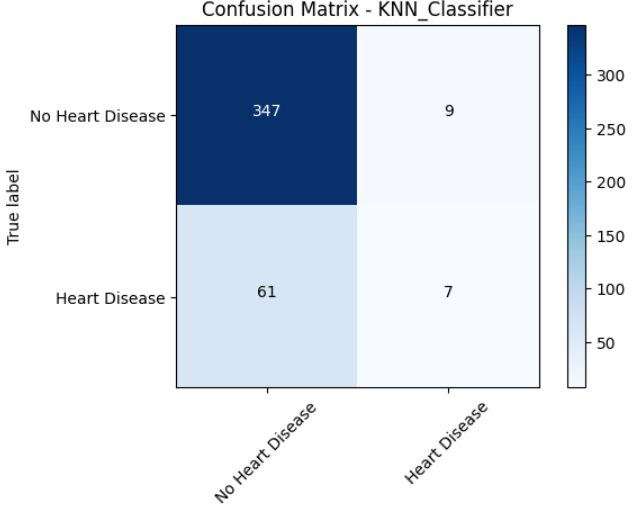 Confusion Matrix - KNN_Classifier
True label
No Heart Disease
347
9
Heart Disease
61
7
No Heart Disease
Heart Disease
300
250
200
150
100
50